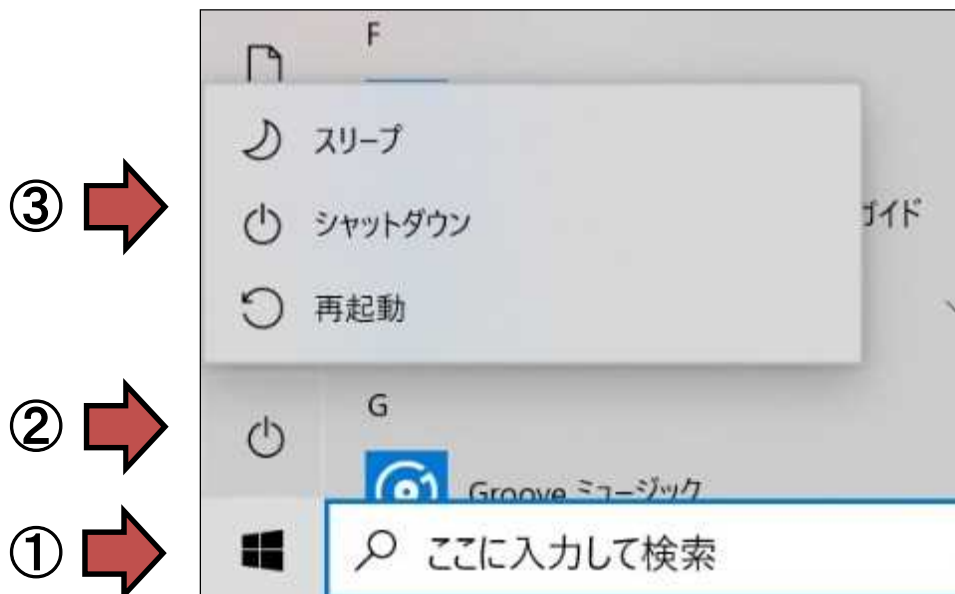 F
スリープ
③
シャットダウン
ガイド
再起動
②
G
Groove ミュージック
①
ここに入力して検索